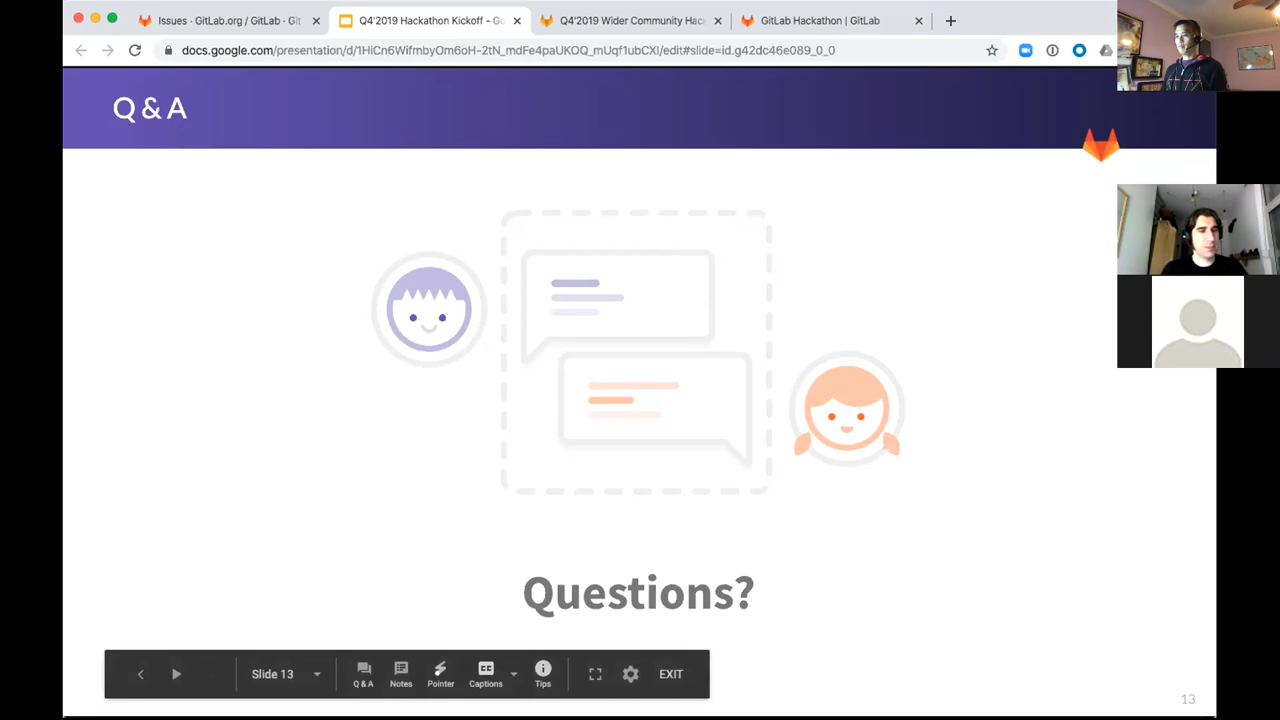 Issues · GitLab.org / GitLab · Git
Q4'2019 Hackathon Kickoff - Go
Q4'2019 Wider Community Hac
GitLab Hackathon | GitLab
docs.google.com/presentation/d/1HiCn6WifmbyOm6oH-2tN_mdFe4paUKOQ_mUqf1ubCXI/edit#slide=id.g42dc46e089_0_0
Q & A
Questions?
Slide 13
Q & A
Notes
Pointer
Captions
Tips
EXIT
13